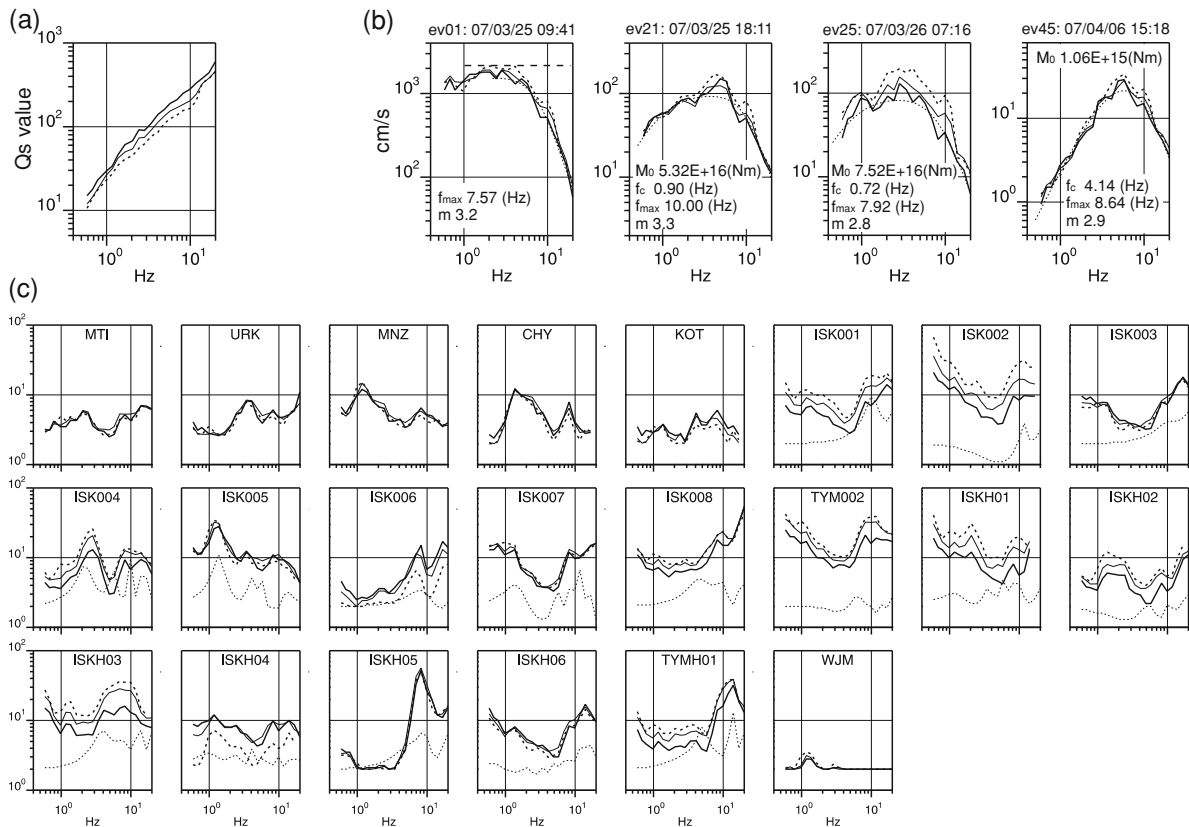 (a)
10³
10²
10¹
Qs value
10⁰
10¹
Hz
(b)
ev01: 07/03/25 09:41
10³
10²
cm/s
fmax 7.57 (Hz)
m 3.2
10⁰
10¹
Hz
ev21: 07/03/25 18:11
10²
10¹
M₀ 5.32E+16(Nm)
fc 0.90 (Hz)
fmax 10.00 (Hz)
m 3.3
10⁰
10¹
Hz
ev25: 07/03/26 07:16
10²
10¹
M₀ 7.52E+16(Nm)
fc 0.72 (Hz)
fmax 7.92 (Hz)
m 2.8
10⁰
10¹
Hz
ev45: 07/04/06 15:18
M₀ 1.06E+15(Nm)
10¹
10⁰
fc 4.14 (Hz)
fmax 8.64 (Hz)
m 2.9
10⁰
10¹
Hz
(c)
10²
10¹
10⁰
MTI
URK
MNZ
CHY
KOT
ISK001
ISK002
ISK003
10²
10¹
10⁰
ISK004
ISK005
ISK006
ISK007
ISK008
TYM002
ISKH01
ISKH02
10⁰
10¹
Hz
10⁰
10¹
Hz
10²
10¹
10⁰
ISKH03
ISKH04
ISKH05
ISKH06
TYMH01
WJM
10⁰
10¹
Hz
10⁰
10¹
Hz
10⁰
10¹
Hz
10⁰
10¹
Hz
10⁰
10¹
Hz
10⁰
10¹
Hz